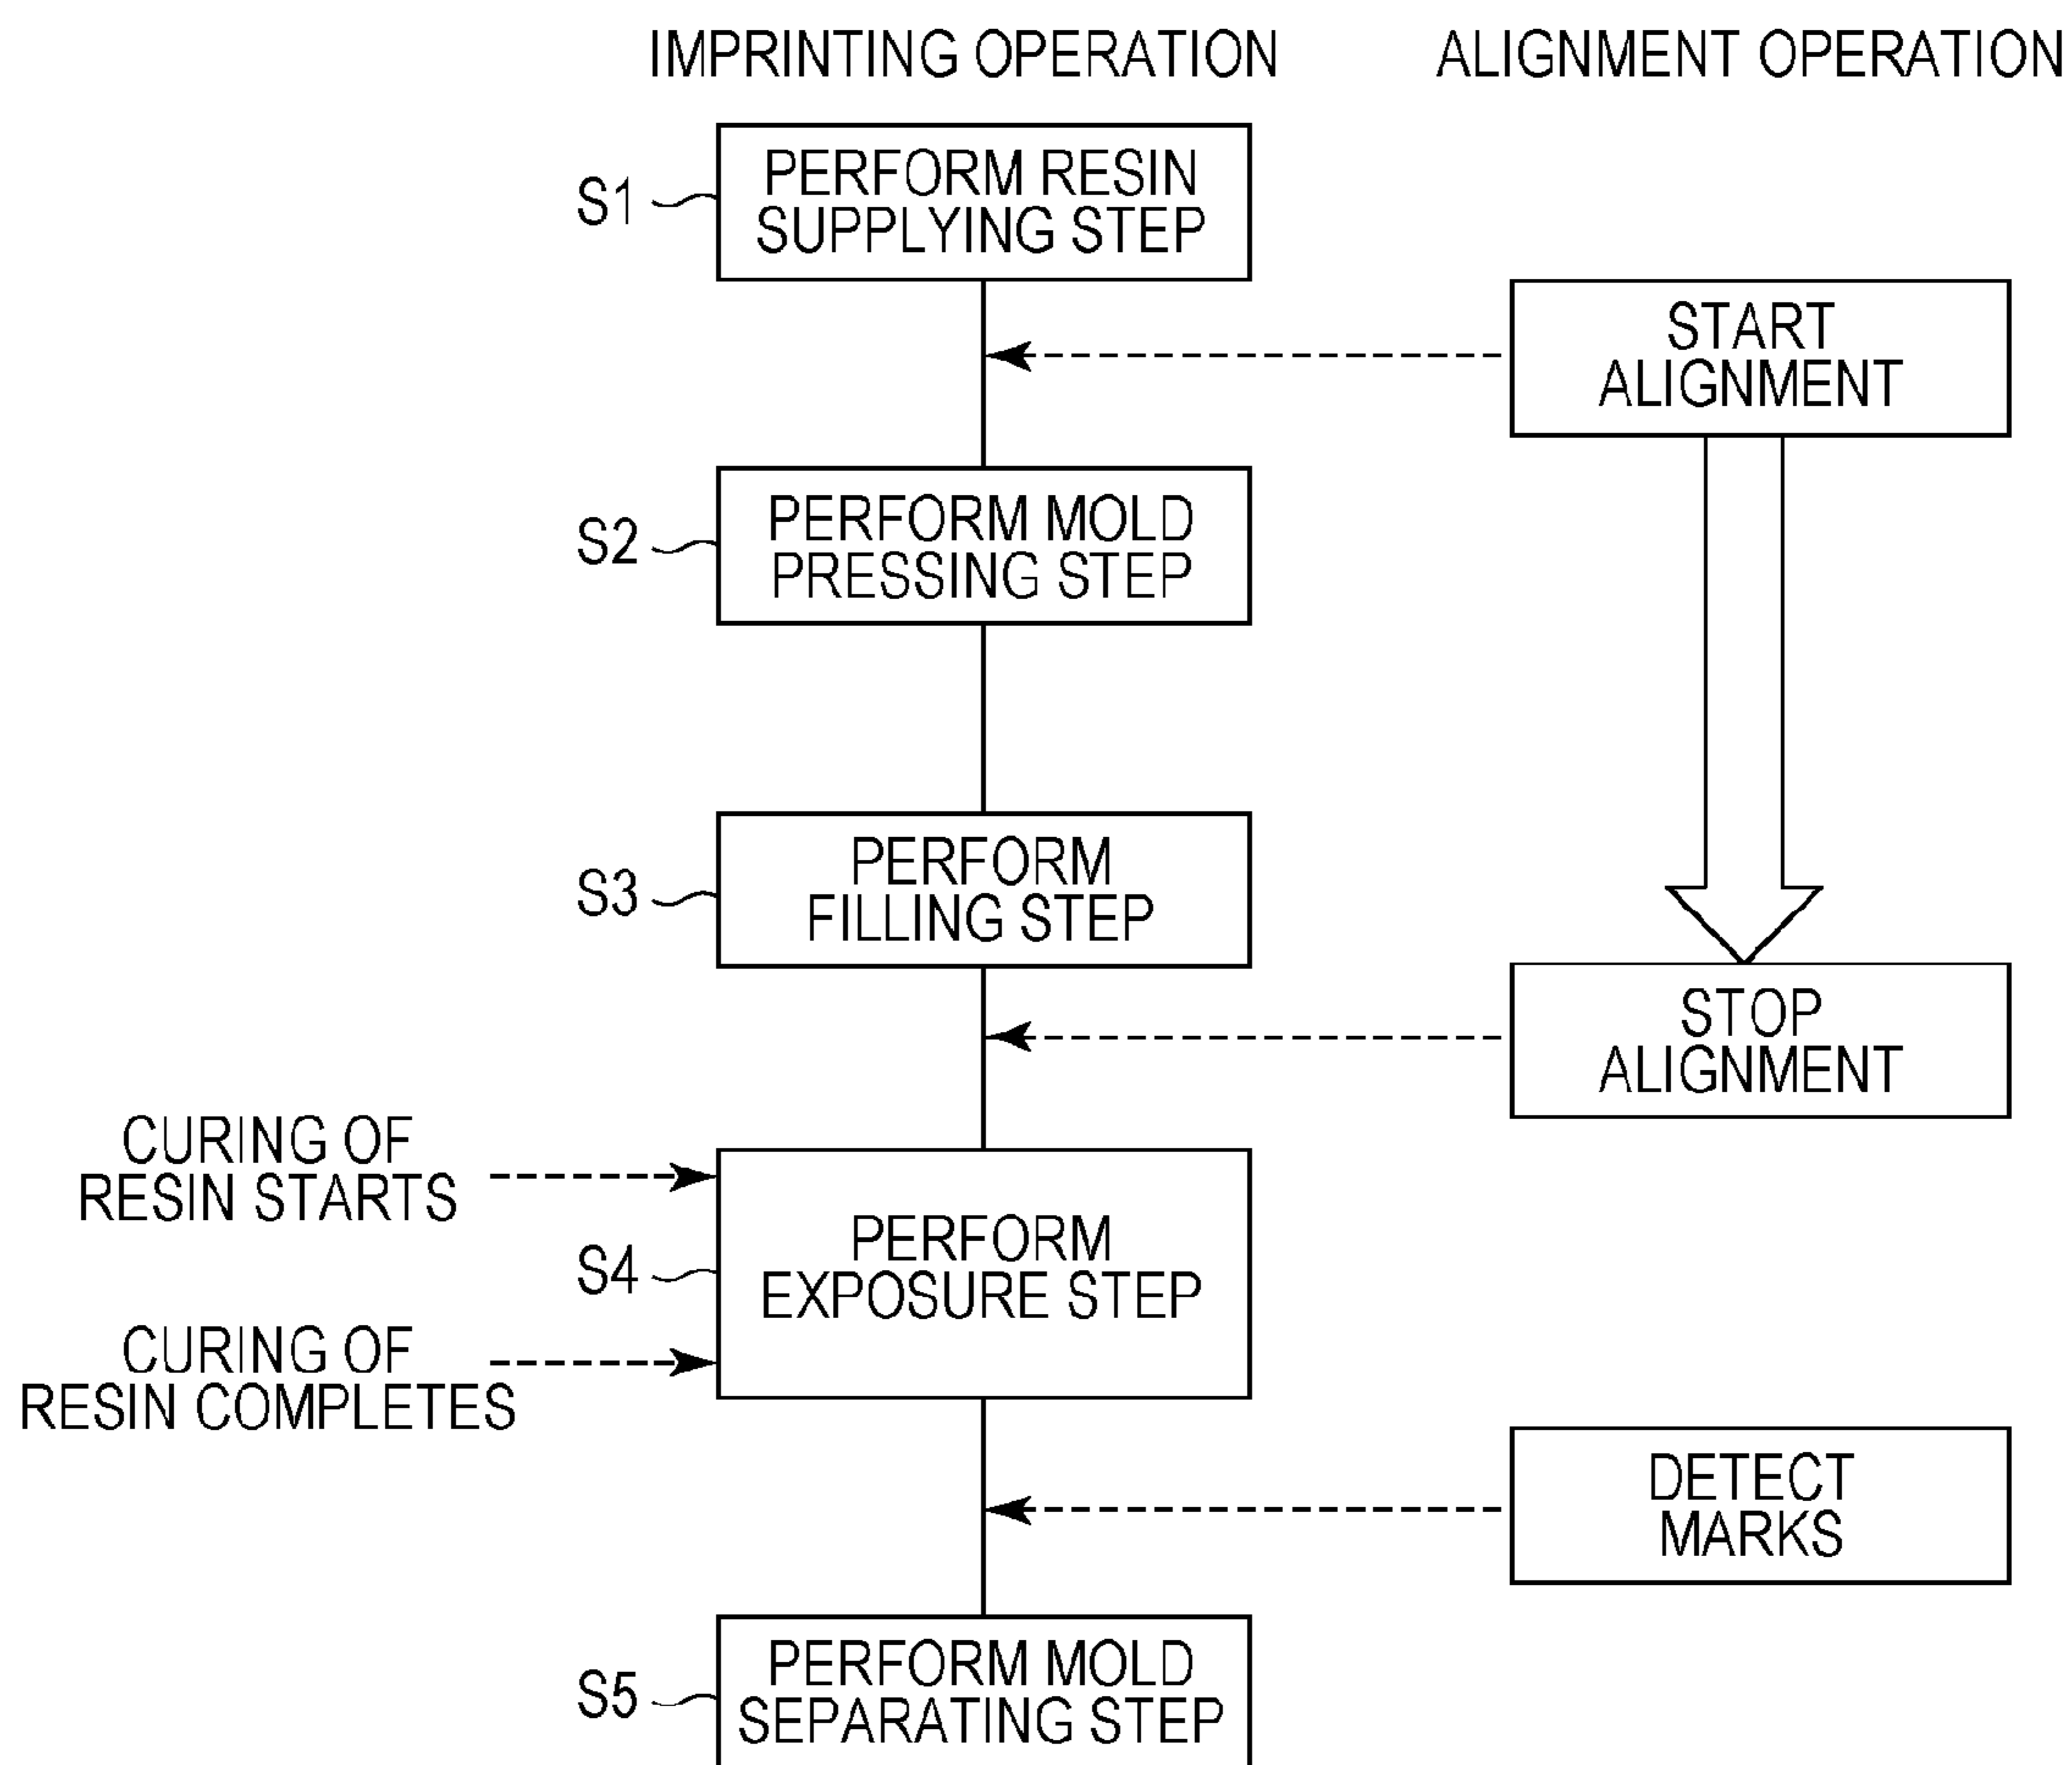 IMPRINTING OPERATION
ALIGNMENT OPERATION
S1
PERFORM RESIN
SUPPLYING STEP
START
ALIGNMENT
S2
PERFORM MOLD
PRESSING STEP
S3
PERFORM
FILLING STEP
STOP
ALIGNMENT
CURING OF
RESIN STARTS
S4
PERFORM
EXPOSURE STEP
CURING OF
RESIN COMPLETES
DETECT
MARKS
S5
PERFORM MOLD
SEPARATING STEP